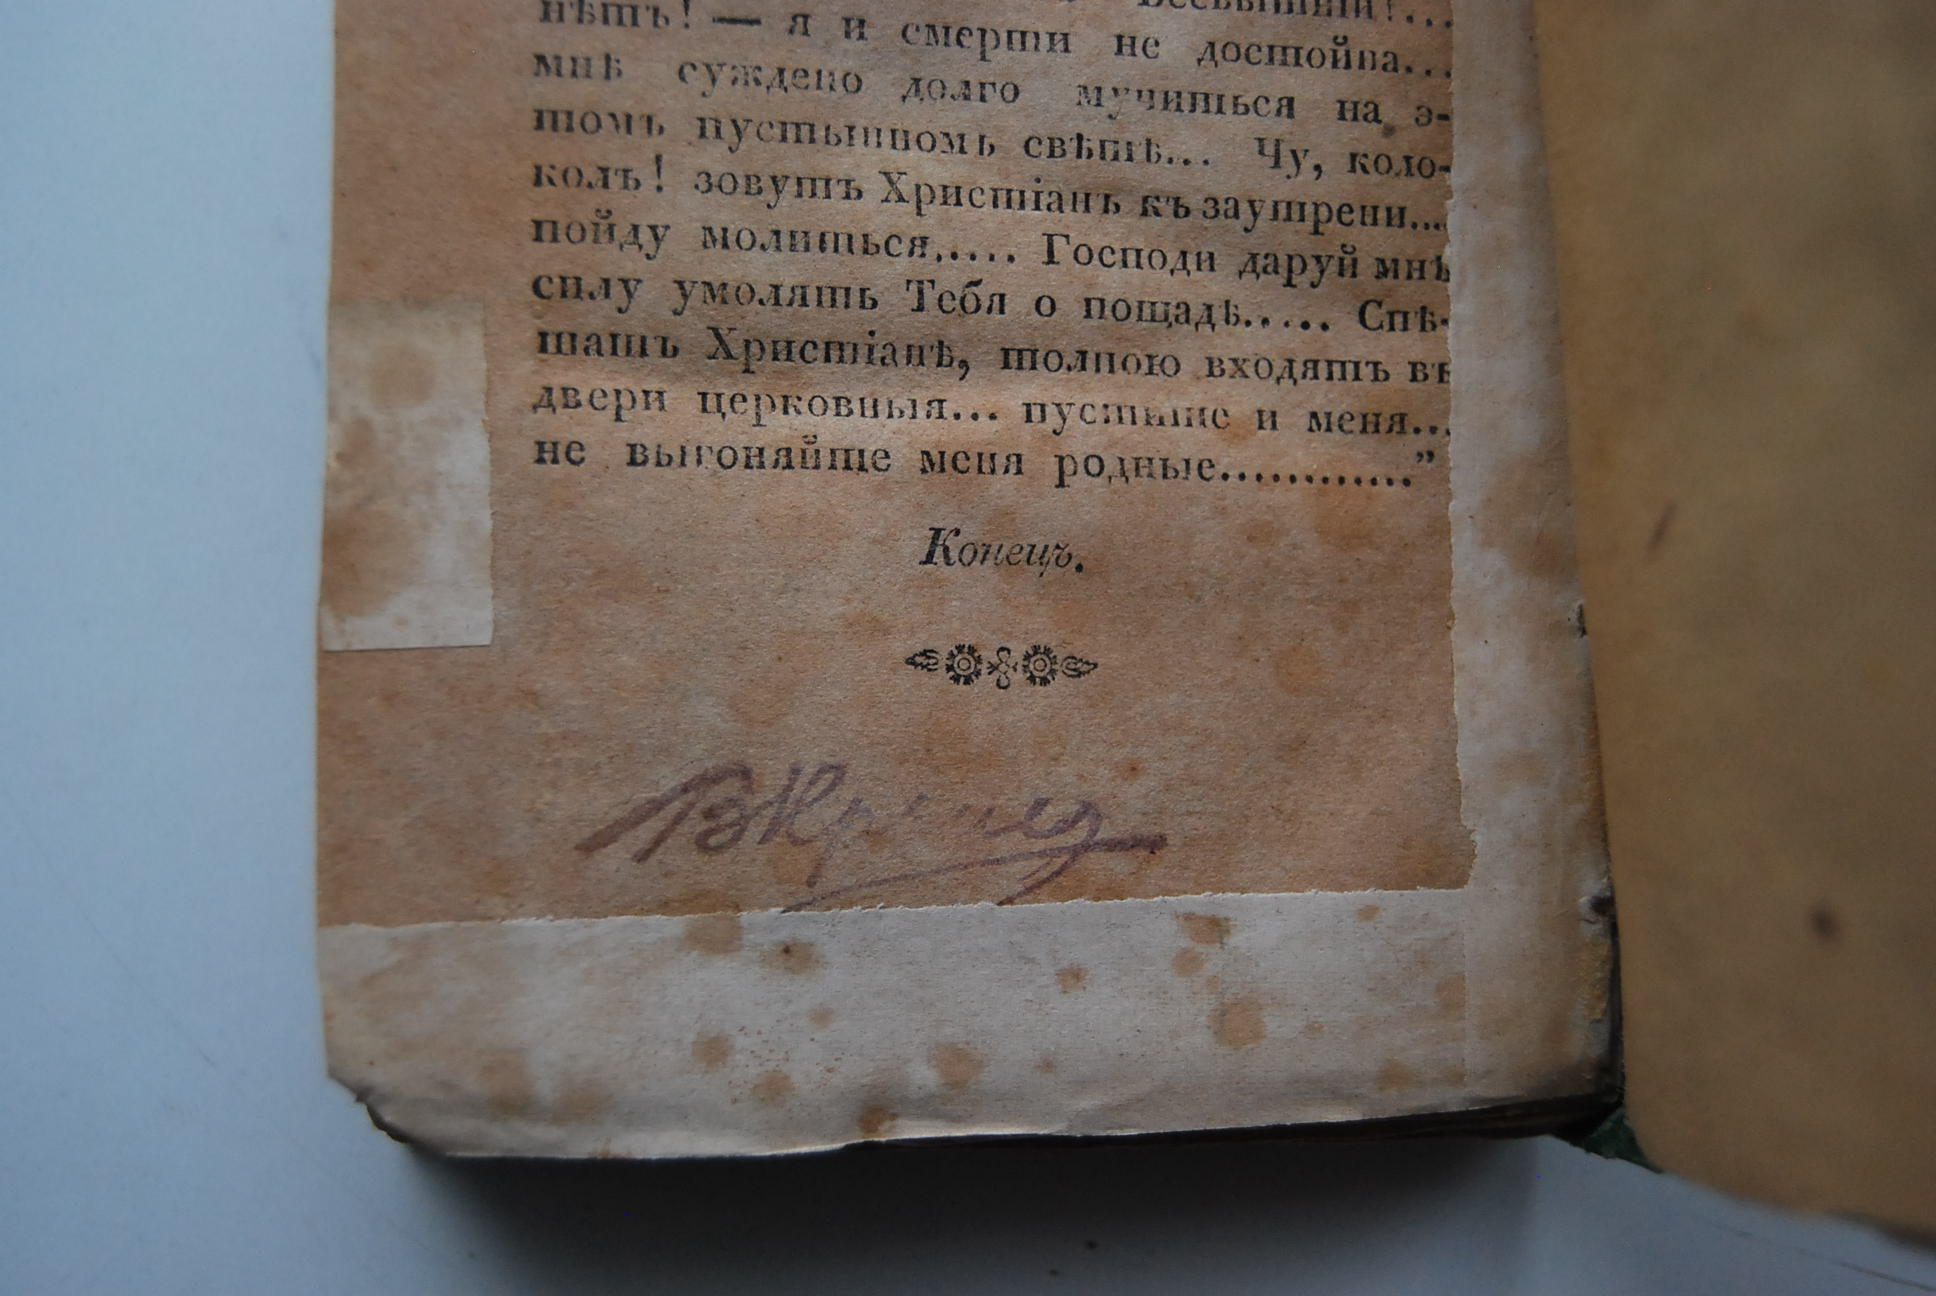 Всевышній!...
нѣтъ! — я и смерти не достойна...
мнѣ суждено долго мучиться на э-
томъ пустынномъ свѣтѣ... Чу, коло-
колъ! зовутъ Христіанъ къ заутрени...
пойду молиться..... Господи даруй мнѣ
силу умолять Тебя о пощадѣ..... Спѣ-
шатъ Христіанѣ, толпою входятъ въ
двери церковныя... пустите и меня...
не выгоняйте меня родные............”
Конецъ.